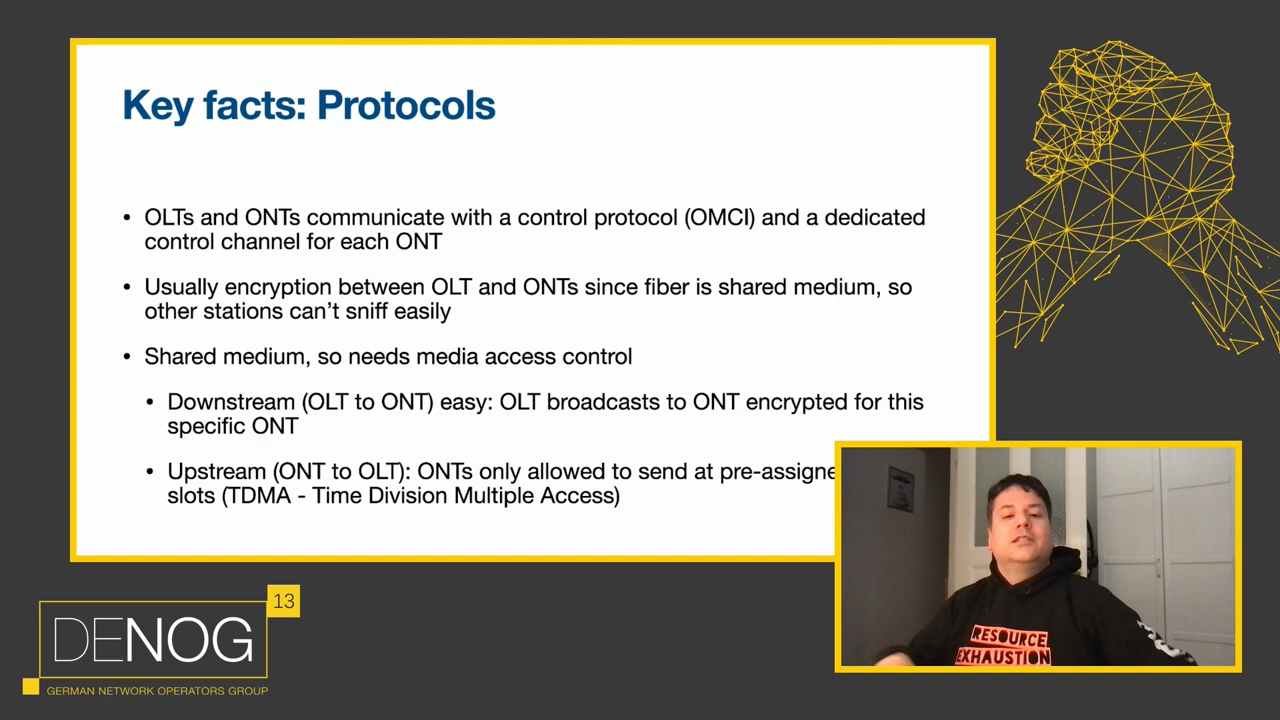 Key facts: Protocols
• OLTs and ONTs communicate with a control protocol (OMCI) and a dedicated
control channel for each ONT
• Usually encryption between OLT and ONTs since fiber is shared medium, so
other stations can't sniff easily
• Shared medium, so needs media access control
• Downstream (OLT to ONT) easy: OLT broadcasts to ONT encrypted for this
specific ONT
• Upstream (ONT to OLT): ONTs only allowed to send at
slots (TDMA - Time Division Multiple Access)
RESOURCE
EXHAUSTION
13
DENOG
GERMAN NETWORK OPERATORS GROUP